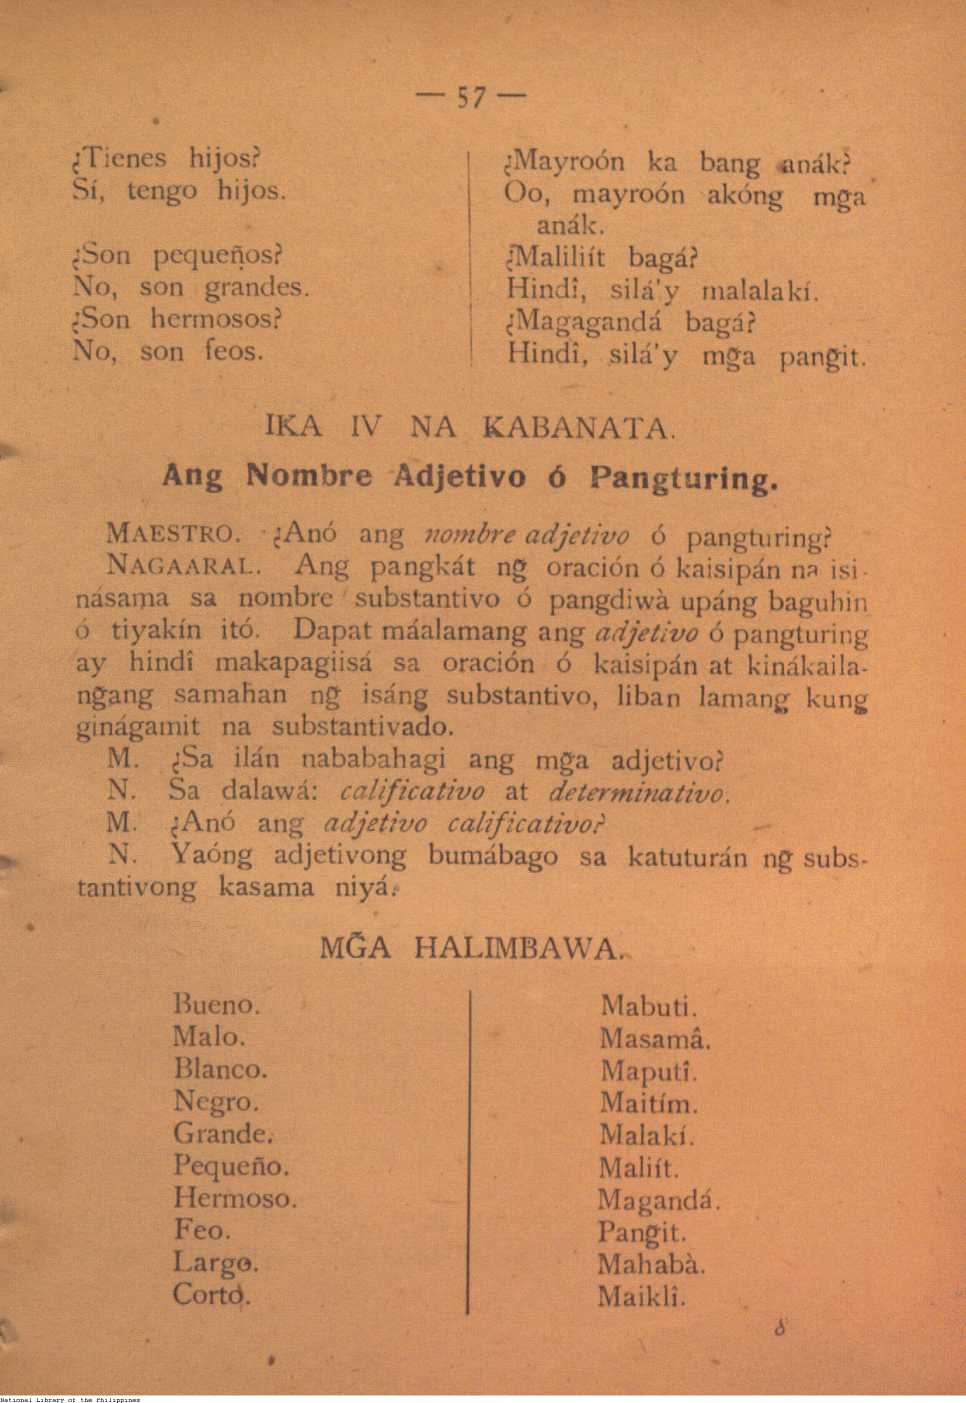 — 57 —
¿Tienes hijos?
Sí, tengo hijos.
¿Son pequeños?
No, son grandes.
¿Son hermosos?
No, son feos.
¿Mayroón ka bang anák?
Oo, mayroón akóng mg̃a
anák.
¿Maliliít bagá?
Hindî, silá'y malalakí.
¿Magagandá bagá?
Hindî, silá'y mg̃a pang̃it.
IKA IV NA KABANATA.
Ang Nombre Adjetivo ó Pangturing.
MAESTRO. ¿Anó ang nombre adjetivo ó pangturing?
NAGAARAL. Ang pangkát ng̃ oración ó kaisipán na isi-
násama sa nombre substantivo ó pangdiwà upáng baguhin
ó tiyakín itó. Dapat máalamang ang adjetivo ó pangturing
ay hindî makapagiisá sa oración ó kaisipán at kinákaila-
ng̃ang samahan ng̃ isáng substantivo, liban lamang kung
ginágamit na substantivado.
M. ¿Sa ilán nababahagi ang mg̃a adjetivo?
N. Sa dalawá: calificativo at determinativo.
M. ¿Anó ang adjetivo calificativo?
N. Yaóng adjetivong bumábago sa katuturán ng̃ subs-
tantivong kasama niyá.
MG̃A HALIMBAWA.
Bueno.
Malo.
Blanco.
Negro.
Grande.
Pequeño.
Hermoso.
Feo.
Largo.
Corto.
Mabuti.
Masamâ.
Maputî.
Maitím.
Malakí.
Maliít.
Magandá.
Pang̃it.
Mahabà.
Maiklî.
8
National Library of the Philippines